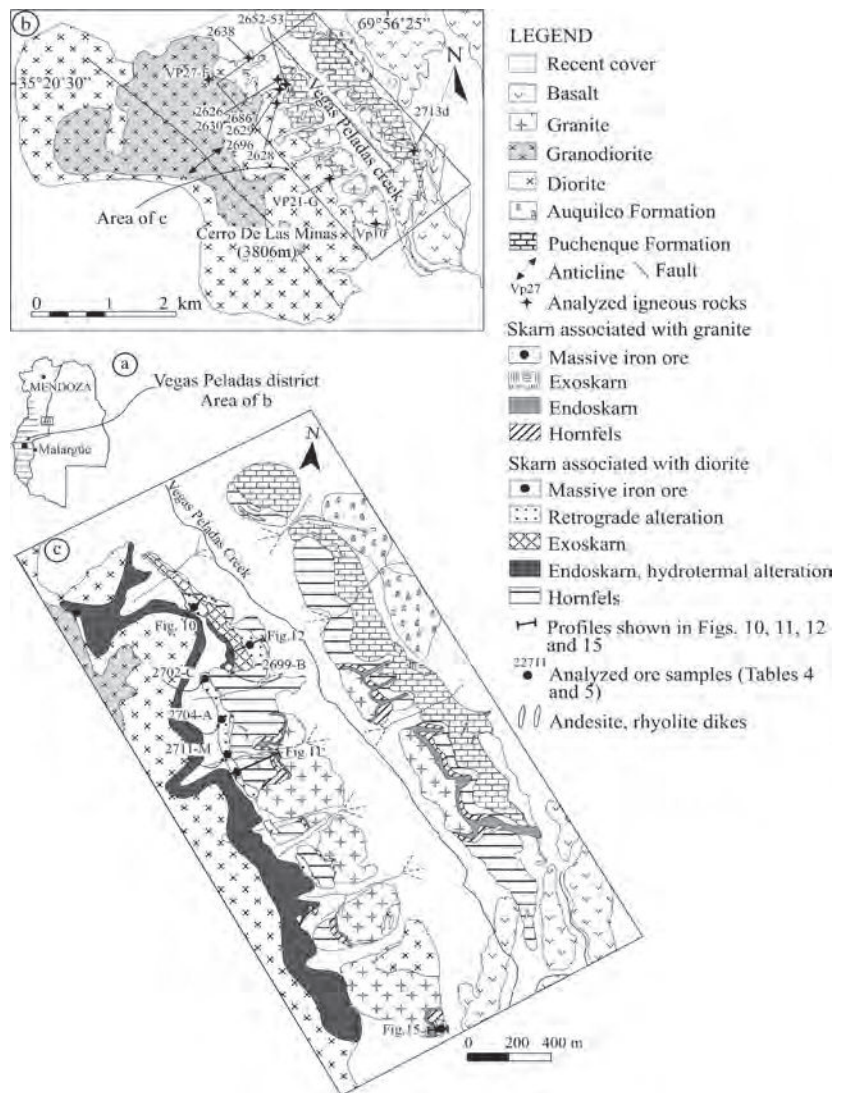 b
2638
2652-53
69°56'25"
N
35°20'30"
VP27-F
2626
2686
2630
2629
2696
2628
2713d
Vegas Peladas creek
Area of c
VP21-G
Vp10
Cerro De Las Minas
(3806m)
0 1 2 km
a
MENDOZA
Malargüe
Vegas Peladas district
Area of b
N
c
Vegas Peladas Creek
Fig. 10
Fig.12
2699-B
2702-C
2704-A
2711-M
Fig.11
Fig.15
0 200 400 m
LEGEND
Recent cover
Basalt
Granite
Granodiorite
Diorite
Auquilco Formation
Puchenque Formation
Anticline Fault
Vp27
Analyzed igneous rocks
Skarn associated with granite
Massive iron ore
Exoskarn
Endoskarn
Hornfels
Skarn associated with diorite
Massive iron ore
Retrograde alteration
Exoskarn
Endoskarn, hydrotermal alteration
Hornfels
Profiles shown in Figs. 10, 11, 12
and 15
22711
Analyzed ore samples (Tables 4
and 5)
Andesite, rhyolite dikes